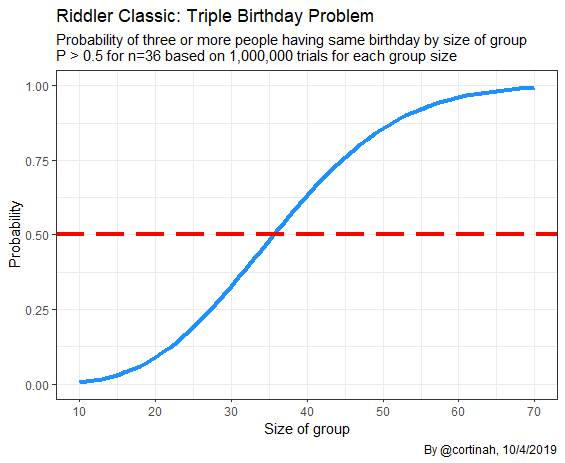 Riddler Classic: Triple Birthday Problem
Probability of three or more people having same birthday by size of group
P > 0.5 for n=36 based on 1,000,000 trials for each group size
1.00
0.75
0.50
0.25
0.00
Probability
10 20 30 40 50 60 70
Size of group
By @cortinah, 10/4/2019